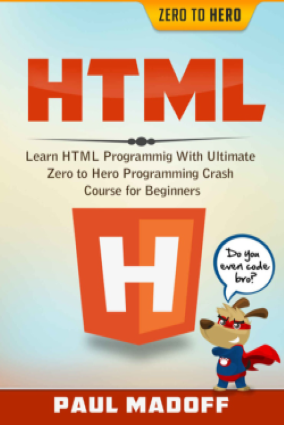 ZERO TO HERO
HTML
Learn HTML Programmig With Ultimate
Zero to Hero Programming Crash
Course for Beginners
H
Do you
even code
bro?
PAUL MADOFF